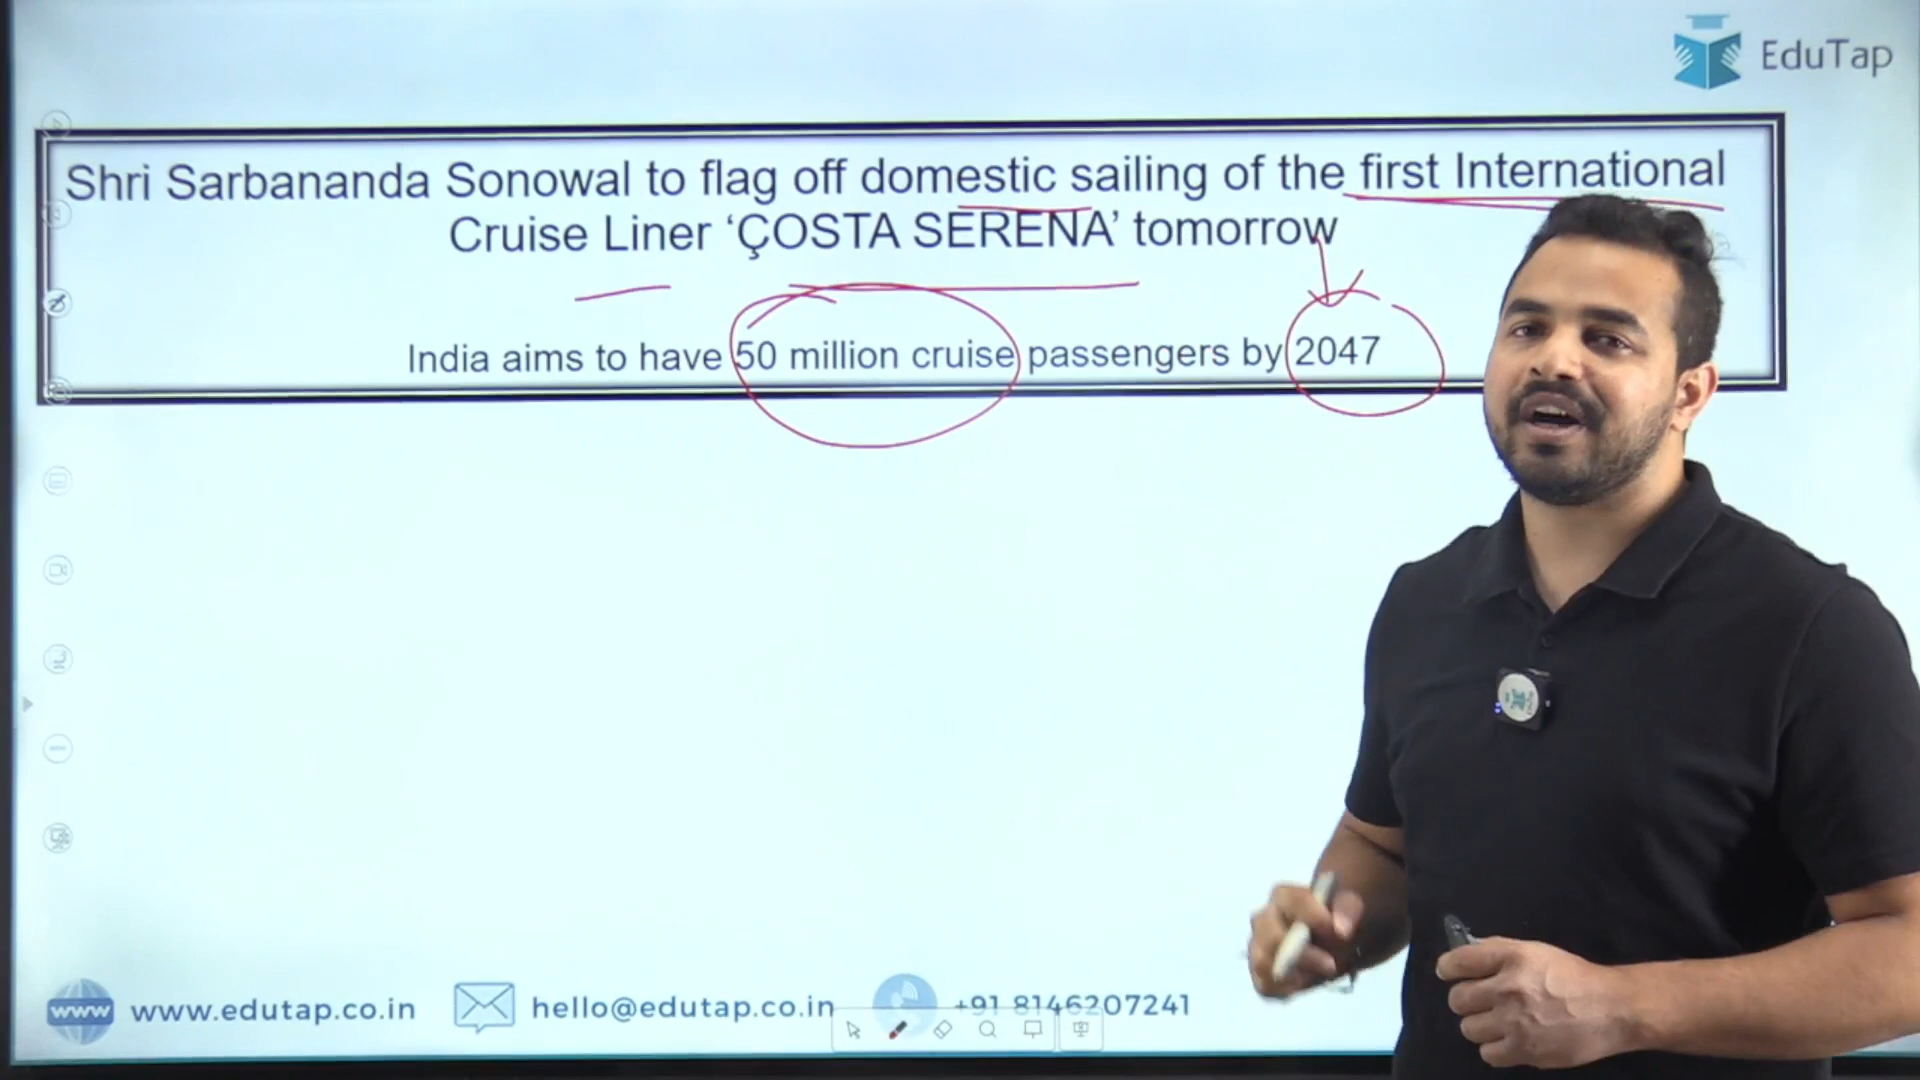 EduTap
Shri Sarbananda Sonowal to flag off domestic sailing of the first International
Cruise Liner ‘ÇOSTA SERENA’ tomorrow
India aims to have 50 million cruise passengers by 2047
www www.edutap.co.in hello@edutap.co.in +91 8146207241